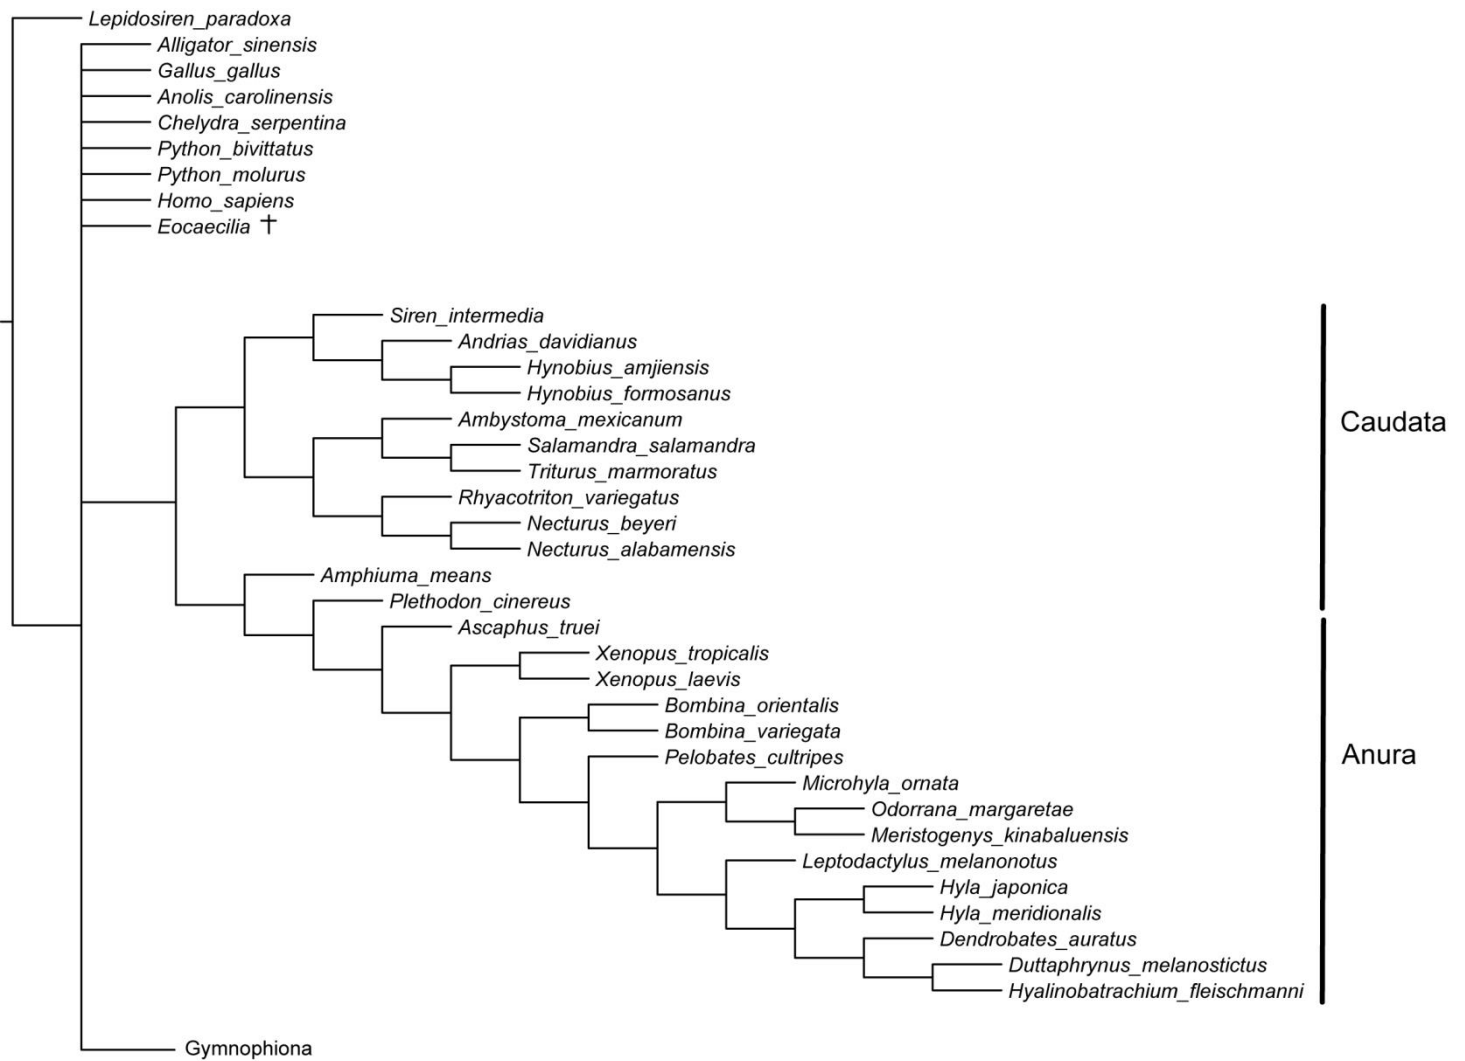 Lepidosiren_paradoxa
Alligator_sinensis
Gallus_gallus
Anolis_carolinensis
Chelydra_serpentina
Python_bivittatus
Python_molurus
Homo_sapiens
Eocaecilia †
Siren_intermedia
Andrias_davidianus
Hynobius_amjiensis
Hynobius_formosanus
Ambystoma_mexicanum
Caudata
Salamandra_salamandra
Triturus_marmoratus
Rhyacotriton_variegatus
Necturus_beyeri
Necturus_alabamensis
Amphiuma_means
Plethodon_cinereus
Ascaphus_truei
Xenopus_tropicalis
Xenopus_laevis
Bombina_orientalis
Bombina_variegata
Anura
Pelobates_cultripes
Microhyla_ornata
Odorrana_margaretae
Meristogenys_kinabaluensis
Leptodactylus_melanonotus
Hyla_japonica
Hyla_meridionalis
Dendrobates_auratus
Duttaphrynus_melanostictus
Hyalinobatrachium_fleischmanni
Gymnophiona